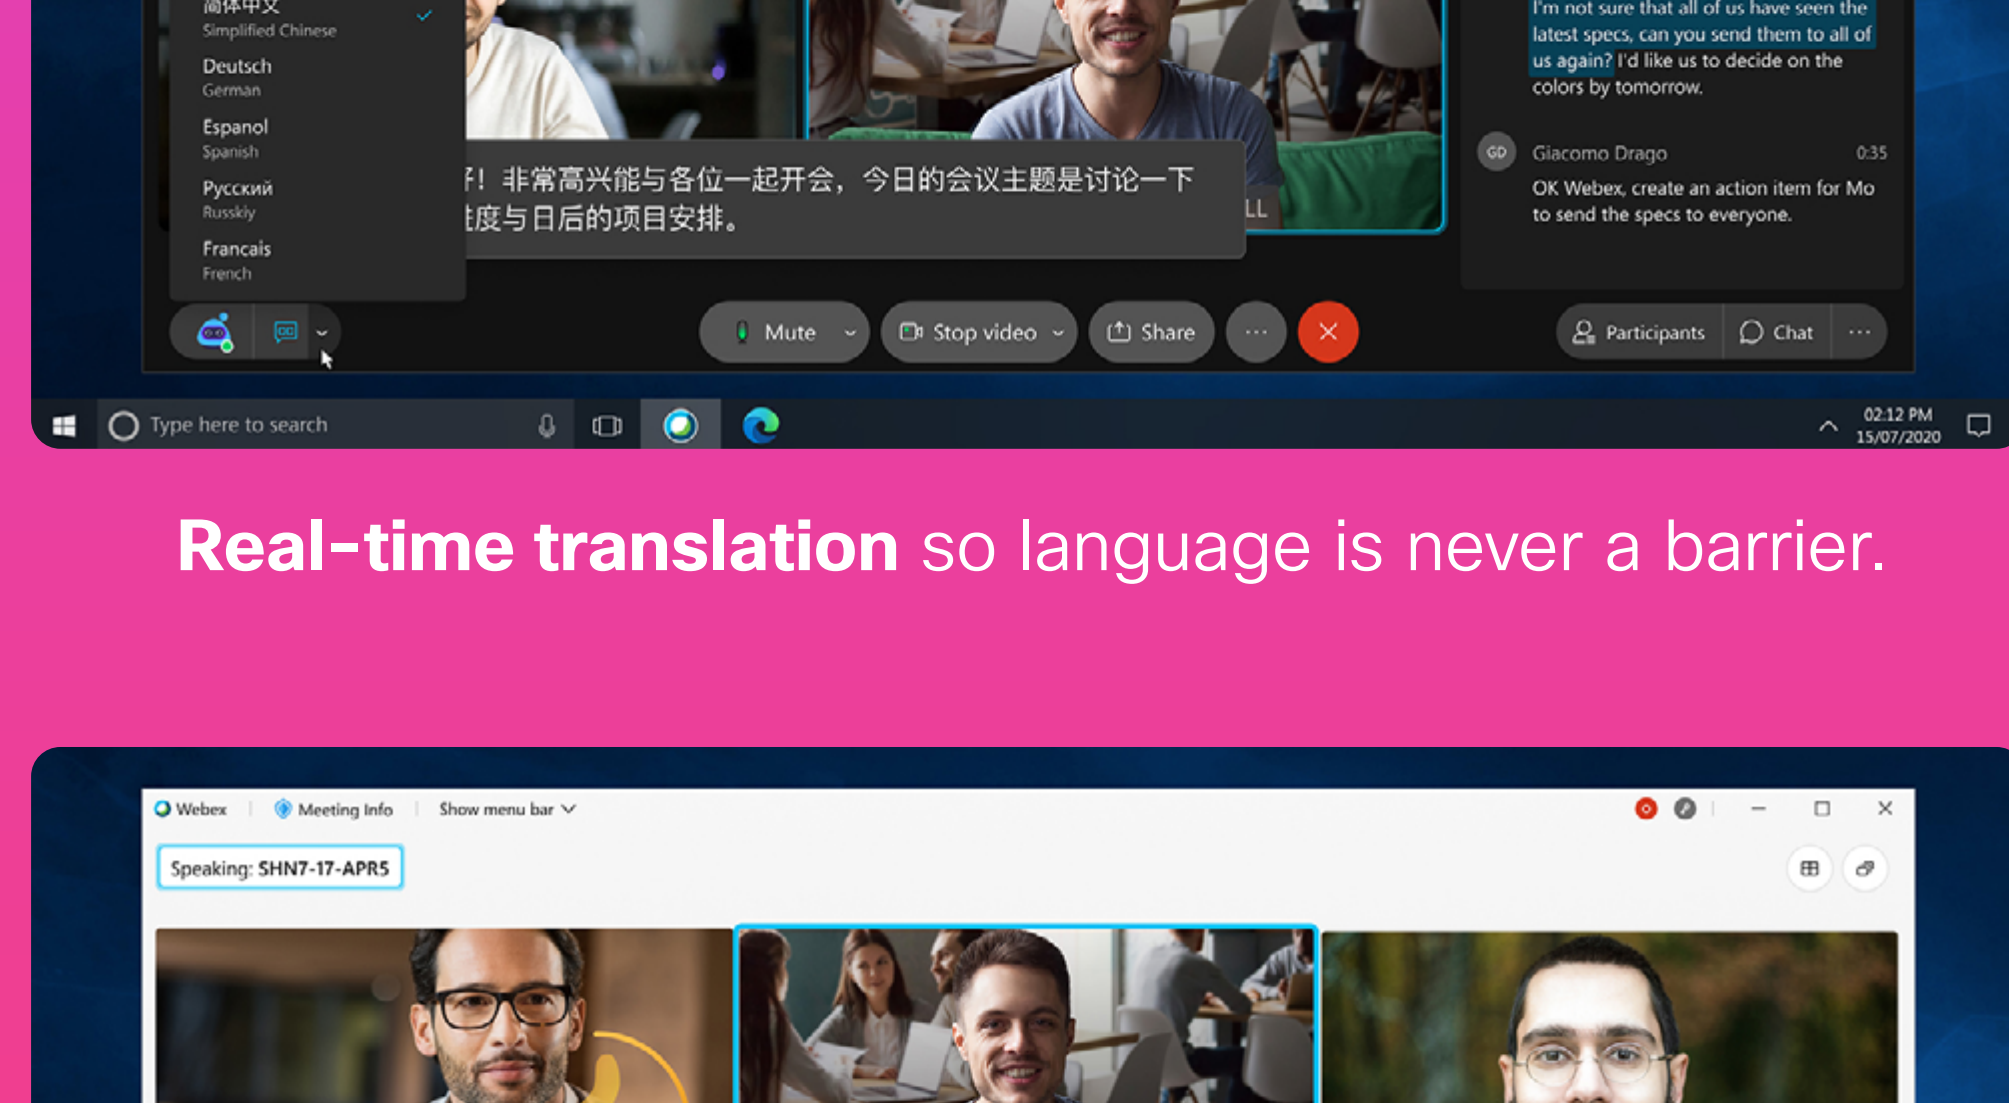 简体中文
Simplified Chinese
Deutsch
German
Espanol
Spanish
Русский
Russkiy
Francais
French
！非常高兴能与各位一起开会，今日的会议主题是讨论一下
度与日后的项目安排。
LL
I'm not sure that all of us have seen the
latest specs, can you send them to all of
us again? I'd like us to decide on the
colors by tomorrow.
GD
Giacomo Drago
0:35
OK Webex, create an action item for Mo
to send the specs to everyone.
Mute
Stop video
Share
Participants
Chat
Type here to search
02:12 PM
15/07/2020
Real-time translation so language is never a barrier.
Webex
Meeting Info
Show menu bar
Speaking: SHN7-17-APR5